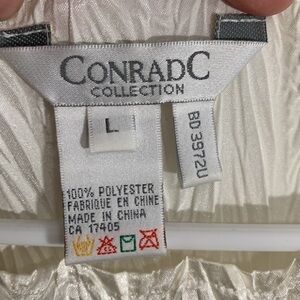 CONRADC
COLLECTION
L
BD 3972U
100% POLYESTER
FABRIQUE EN CHINE
MADE IN CHINA
CA 17405